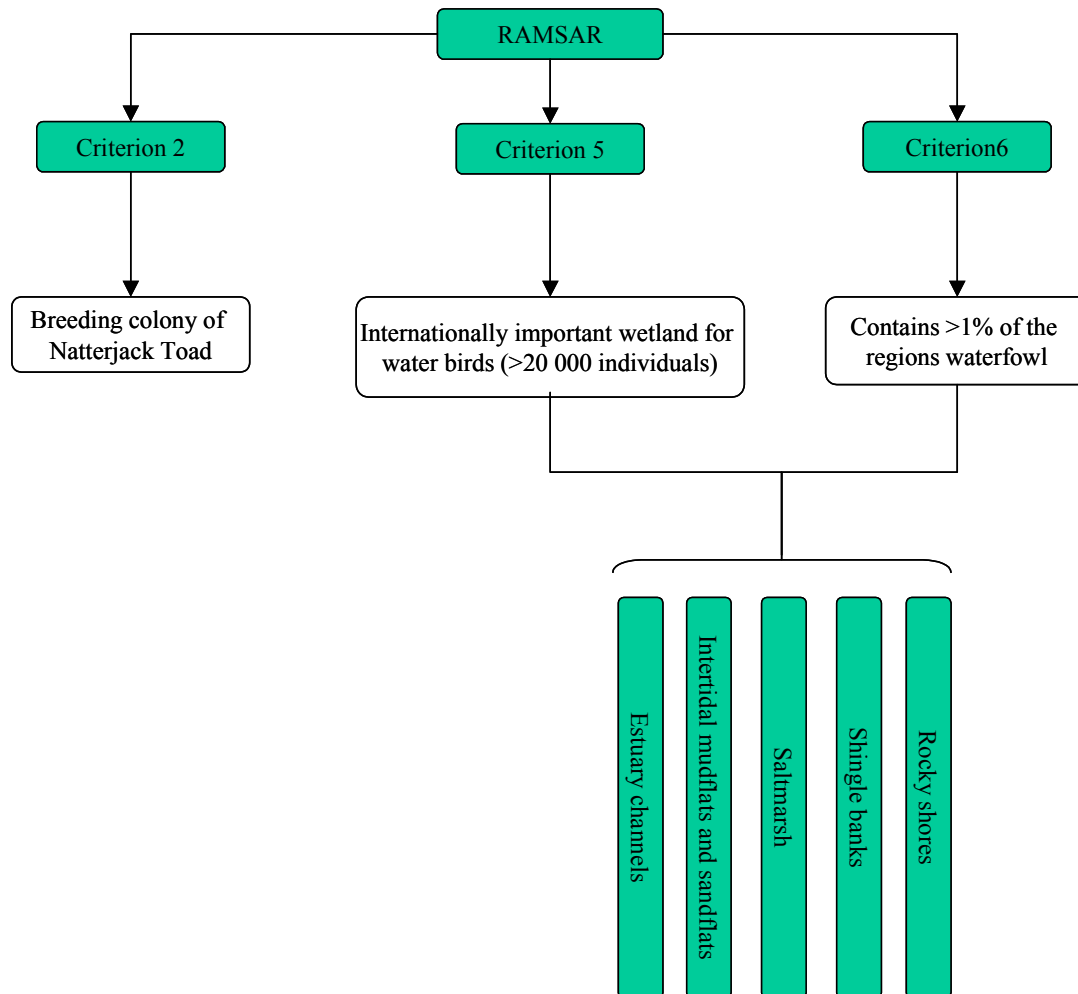 RAMSAR
Criterion 2
Criterion 5
Criterion6
Breeding colony of
Natterjack Toad
Internationally important wetland for
water birds (>20 000 individuals)
Contains >1% of the
regions waterfowl
Estuary channels
Intertidal mudflats and sandflats
Saltmarsh
Shingle banks
Rocky shores